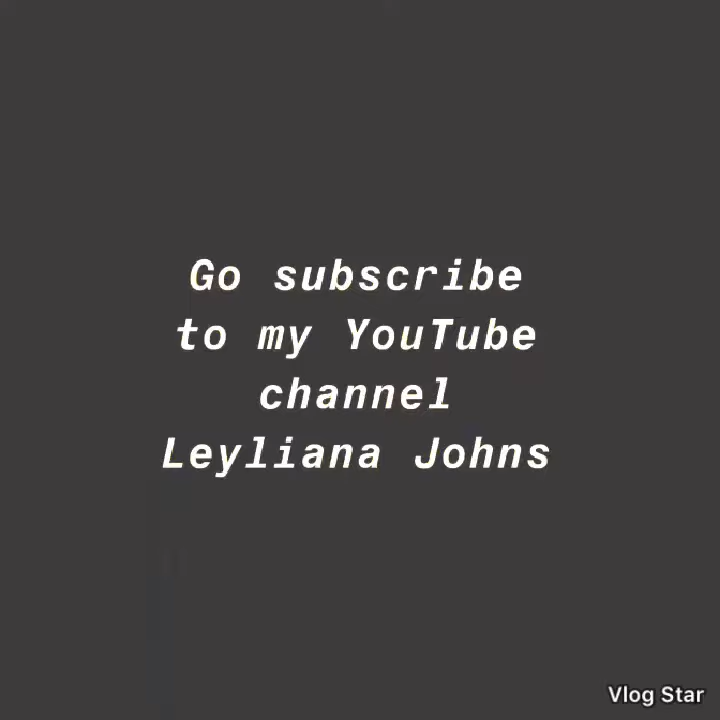 Go subscribe
to my YouTube
channel
Leyliana Johns
Vlog Star